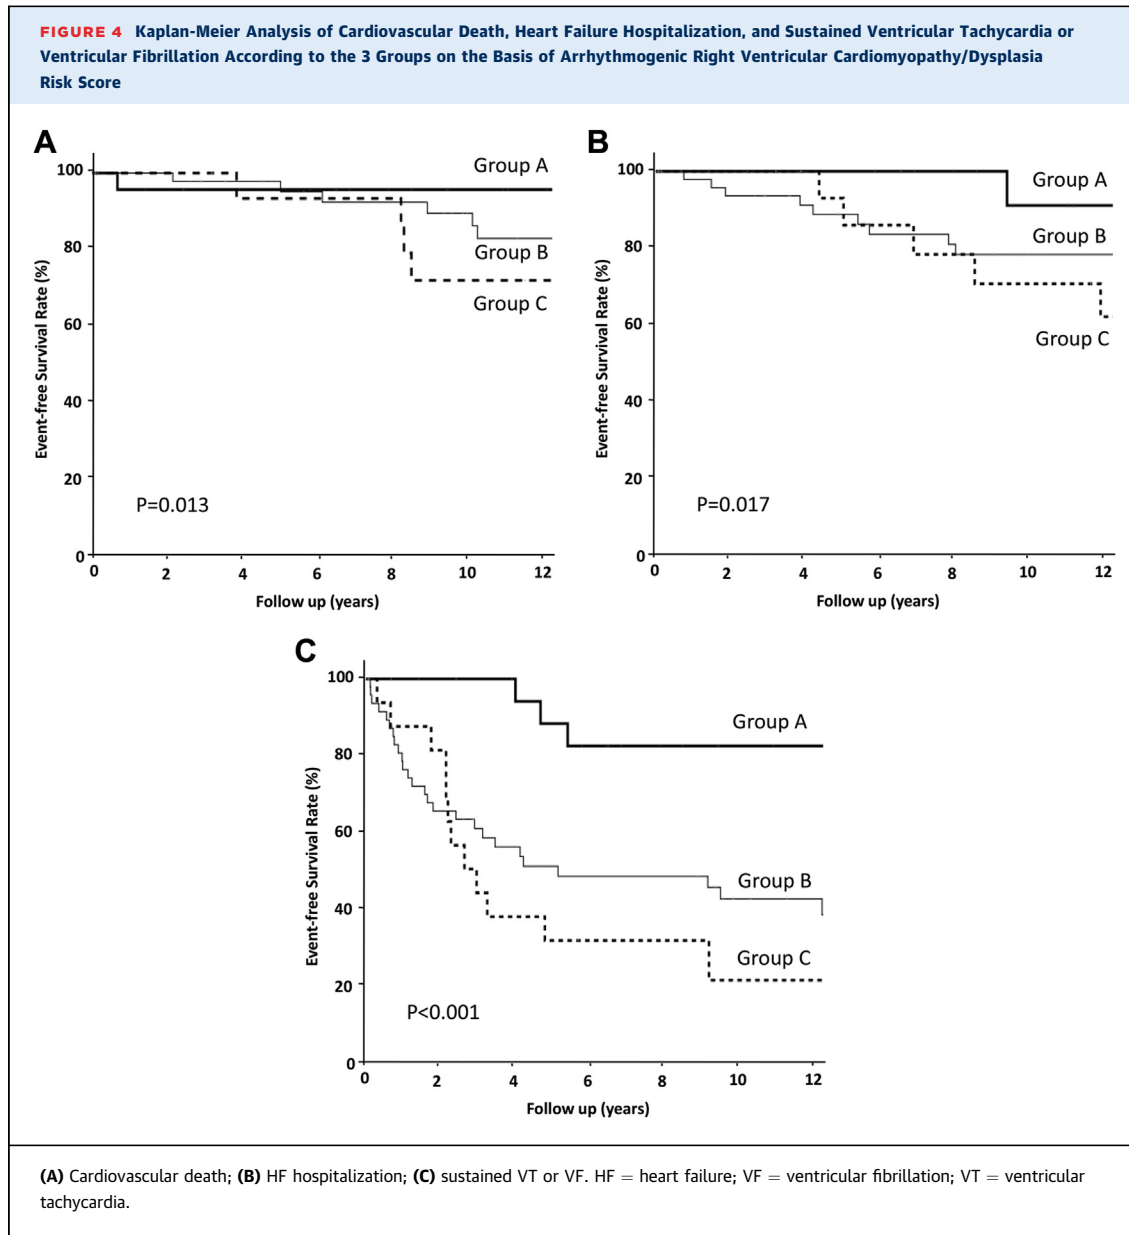 FIGURE 4 Kaplan-Meier Analysis of Cardiovascular Death, Heart Failure Hospitalization, and Sustained Ventricular Tachycardia or
Ventricular Fibrillation According to the 3 Groups on the Basis of Arrhythmogenic Right Ventricular Cardiomyopathy/Dysplasia
Risk Score
A
Event-free Survival Rate (%)
100
80
60
40
20
0
Group A
Group B
Group C
P=0.013
0 2 4 6 8 10 12
Follow up (years)
B
Event-free Survival Rate (%)
100
80
60
40
20
0
Group A
Group B
Group C
P=0.017
0 2 4 6 8 10 12
Follow up (years)
C
Event-free Survival Rate (%)
100
80
60
40
20
0
Group A
Group B
Group C
P<0.001
0 2 4 6 8 10 12
Follow up (years)
(A) Cardiovascular death; (B) HF hospitalization; (C) sustained VT or VF. HF = heart failure; VF = ventricular fibrillation; VT = ventricular
tachycardia.